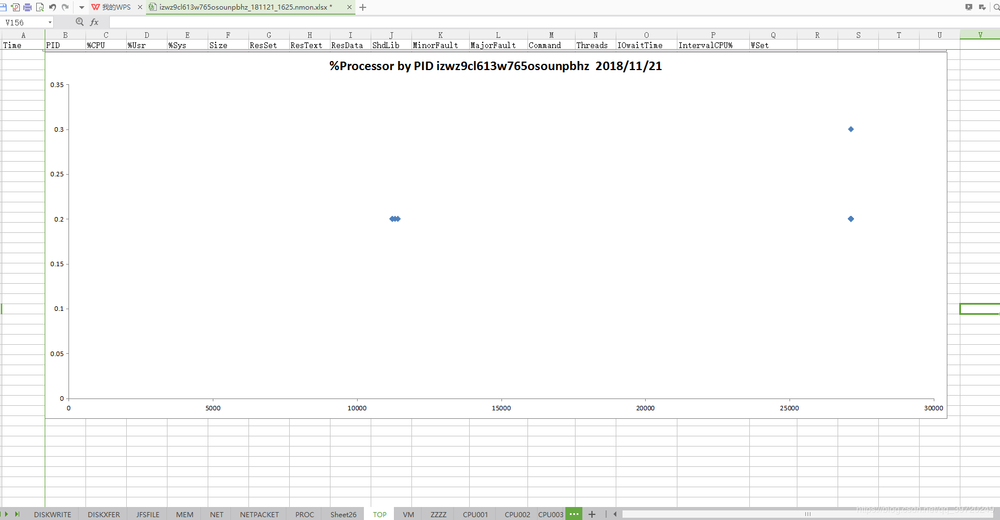 我的WPS × izwz9cl613w765osounpbhz_181121_1625.nmon.xlsx * × +
V156 fx
A B C D E F G H I J K L M N O P Q R S T U V
Time PID %CPU %Usr %Sys Size ResSet ResText ResData ShdLib MinorFault MajorFault Command Threads IOwaitTime IntervalCPU% WSet
%Processor by PID izwz9cl613w765osounpbhz 2018/11/21
0.35
0.3
0.25
0.2
0.15
0.1
0.05
0
0 5000 10000 15000 20000 25000 30000
DISKWRITE DISKXFER JFSFILE MEM NET NETPACKET PROC Sheet26 TOP VM ZZZZ CPU001 CPU002 CPU003 ••• +
https://blog.csdn.net/qq_39720249